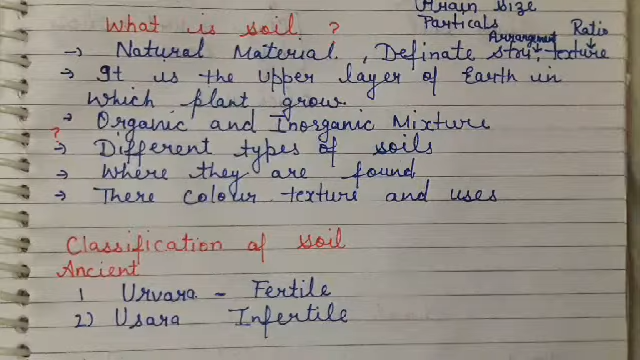 Grain size
Particals
What is soil ?
Arrangement Ratio
→ Natural Material, Definate stru, texture
→ It is the upper layer of Earth in
which plant grow
→ Organic and Inorganic Mixture
?
→ Different types of soils
→ Where they are found
→ There colour texture and uses
Classification of soil
Ancient
1 Urvara - Fertile
2) Usara Infertile